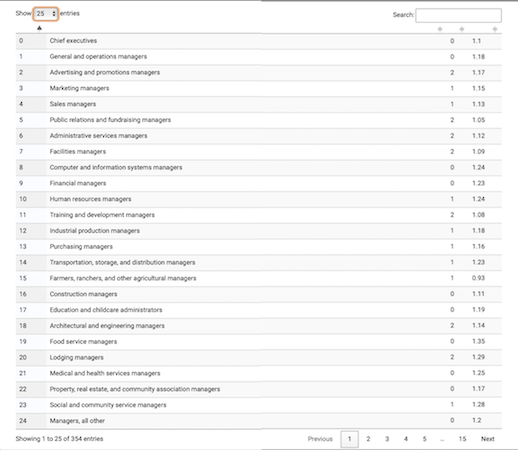 Show 25 entries Search:
0 Chief executives 0 1.1
1 General and operations managers 0 1.18
2 Advertising and promotions managers 2 1.17
3 Marketing managers 1 1.15
4 Sales managers 1 1.13
5 Public relations and fundraising managers 2 1.05
6 Administrative services managers 2 1.12
7 Facilities managers 2 1.09
8 Computer and information systems managers 0 1.24
9 Financial managers 0 1.23
10 Human resources managers 1 1.24
11 Training and development managers 2 1.08
12 Industrial production managers 1 1.18
13 Purchasing managers 1 1.16
14 Transportation, storage, and distribution managers 1 1.23
15 Farmers, ranchers, and other agricultural managers 1 0.93
16 Construction managers 0 1.11
17 Education and childcare administrators 0 1.19
18 Architectural and engineering managers 2 1.14
19 Food service managers 0 1.35
20 Lodging managers 2 1.29
21 Medical and health services managers 0 1.25
22 Property, real estate, and community association managers 0 1.17
23 Social and community service managers 1 1.28
24 Managers, all other 0 1.2
Showing 1 to 25 of 354 entries Previous 1 2 3 4 5 ... 15 Next